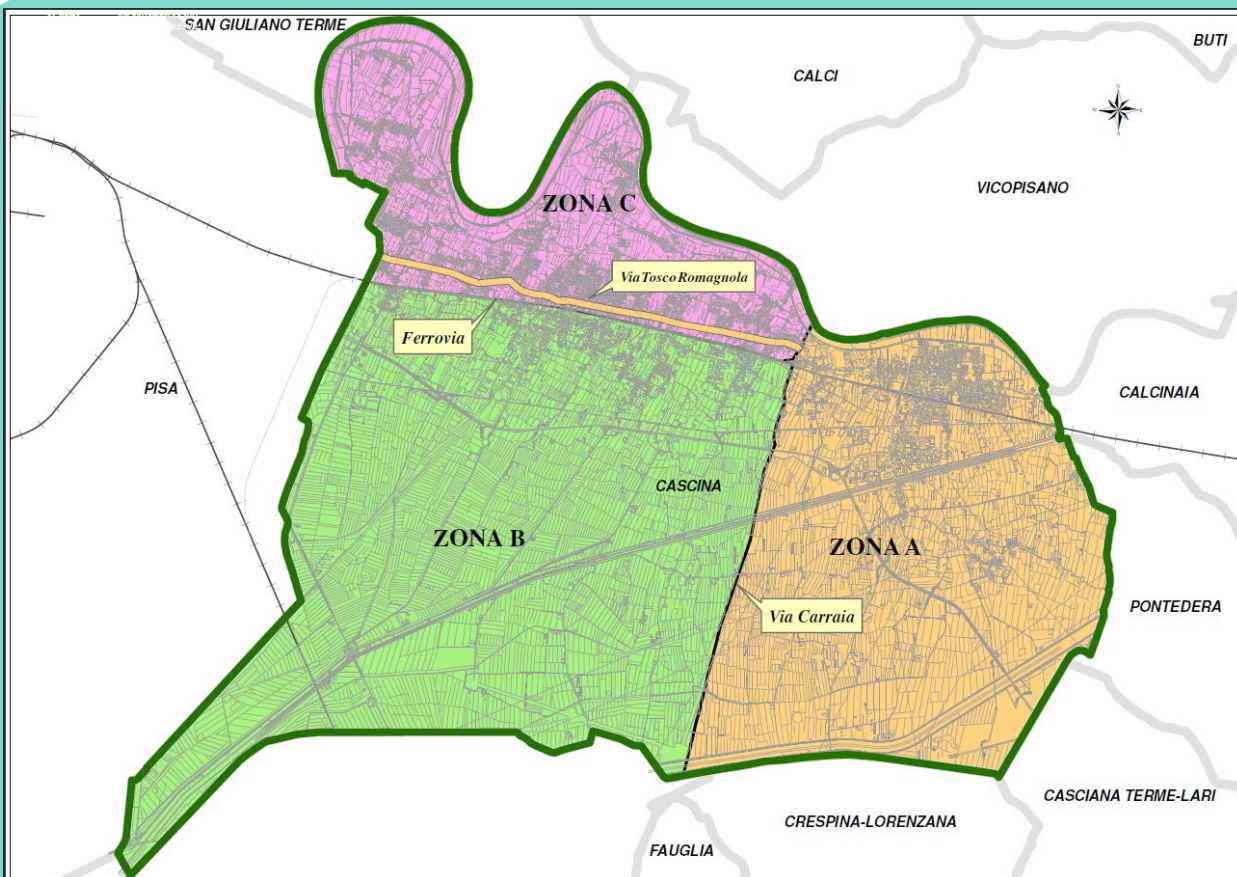 SAN GIULIANO TERME
BUTI
CALCI
N
W E
S
VICOPISANO
ZONA C
Via Tosco Romagnola
Ferrovia
PISA
CALCINAIA
CASCINA
ZONA B
ZONA A
Via Carraia
PONTEDERA
CASCIANA TERME-LARI
CRESPINA-LORENZANA
FAUGLIA